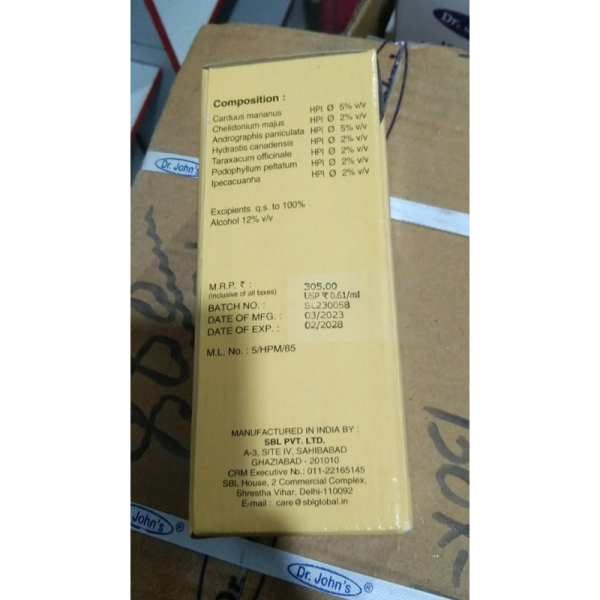 Dr. John's
Composition :
Carduus marianus HPI Ø 5% v/v
Chelidonium majus HPI Ø 2% v/v
Andrographis paniculata HPI Ø 5% v/v
Hydrastis canadensis HPI Ø 2% v/v
Taraxacum officinale HPI Ø 2% v/v
Podophyllum peltatum HPI Ø 2% v/v
Ipecacuanha HPI Ø 2% v/v
Dr. John's ®
Excipients q.s. to 100%
Alcohol 12% v/v
M.R.P. ₹ : 305.00
(Inclusive of all taxes) USP ₹ 0.61/ml
BATCH NO. : SL230058
DATE OF MFG. : 03/2023
DATE OF EXP. : 02/2028
M.L. No. : 5/HPM/85
MANUFACTURED IN INDIA BY :
SBL PVT. LTD.
A-3, SITE IV, SAHIBABAD
GHAZIABAD - 201010
CRM Executive No.: 011-22165145
SBL House, 2 Commercial Complex,
Shrestha Vihar, Delhi-110092
E-mail : care@sblglobal.in
John's ®
Dr. John's ®